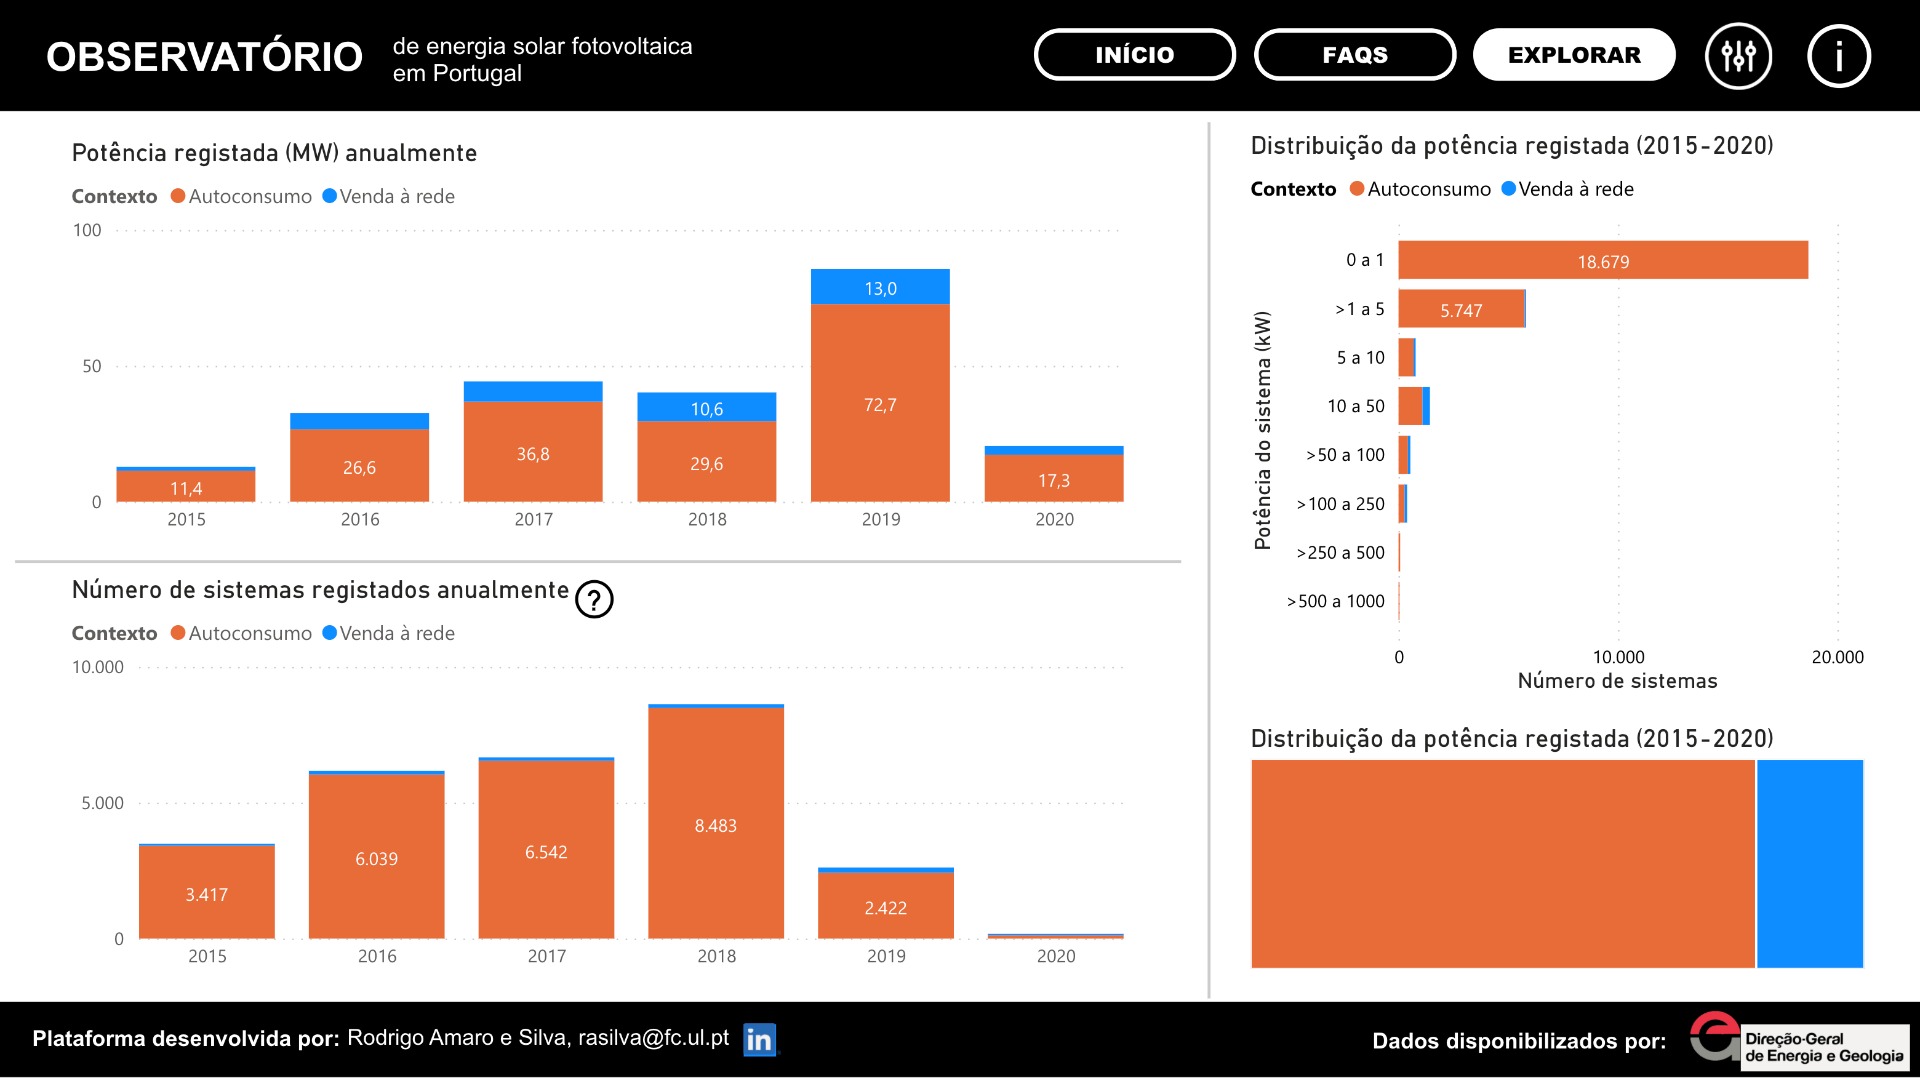 OBSERVATÓRIO
de energia solar fotovoltaica
em Portugal
INÍCIO
FAQS
EXPLORAR
i
Potência registada (MW) anualmente
Contexto Autoconsumo Venda à rede
100
50
0
11,4
26,6
36,8
10,6
29,6
13,0
72,7
17,3
2015 2016 2017 2018 2019 2020
Número de sistemas registados anualmente ?
Contexto Autoconsumo Venda à rede
10.000
5.000
0
3.417
6.039
6.542
8.483
2.422
2015 2016 2017 2018 2019 2020
Distribuição da potência registada (2015-2020)
Contexto Autoconsumo Venda à rede
Potência do sistema (kW)
0 a 1 18.679
>1 a 5 5.747
5 a 10
10 a 50
>50 a 100
>100 a 250
>250 a 500
>500 a 1000
0 10.000 20.000
Número de sistemas
Distribuição da potência registada (2015-2020)
Plataforma desenvolvida por: Rodrigo Amaro e Silva, rasilva@fc.ul.pt in
Dados disponibilizados por:
Direção-Geral
de Energia e Geologia